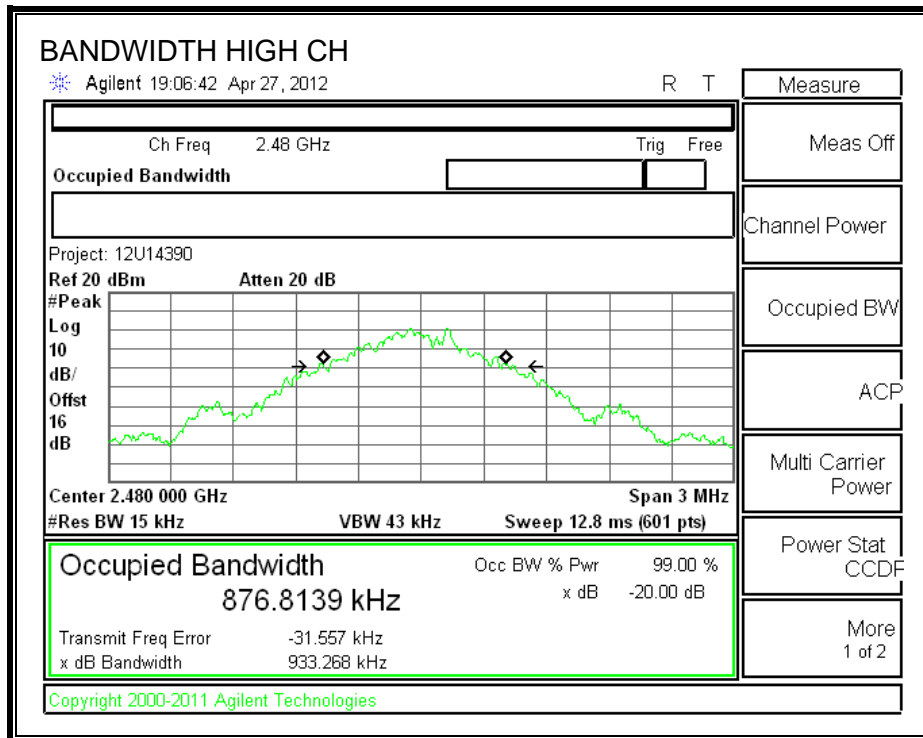 BANDWIDTH HIGH CH
Agilent 19:06:42 Apr 27, 2012 R T
Measure
Ch Freq 2.48 GHz Trig Free
Meas Off
Occupied Bandwidth
Channel Power
Project: 12U14390
Ref 20 dBm Atten 20 dB
#Peak
Log
10
dB/
Offst
16
dB
Occupied BW
ACP
Multi Carrier
Power
Center 2.480 000 GHz Span 3 MHz
#Res BW 15 kHz VBW 43 kHz Sweep 12.8 ms (601 pts)
Power Stat
CCDF
Occupied Bandwidth
876.8139 kHz
Occ BW % Pwr 99.00 %
x dB -20.00 dB
Transmit Freq Error -31.557 kHz
x dB Bandwidth 933.268 kHz
More
1 of 2
Copyright 2000-2011 Agilent Technologies